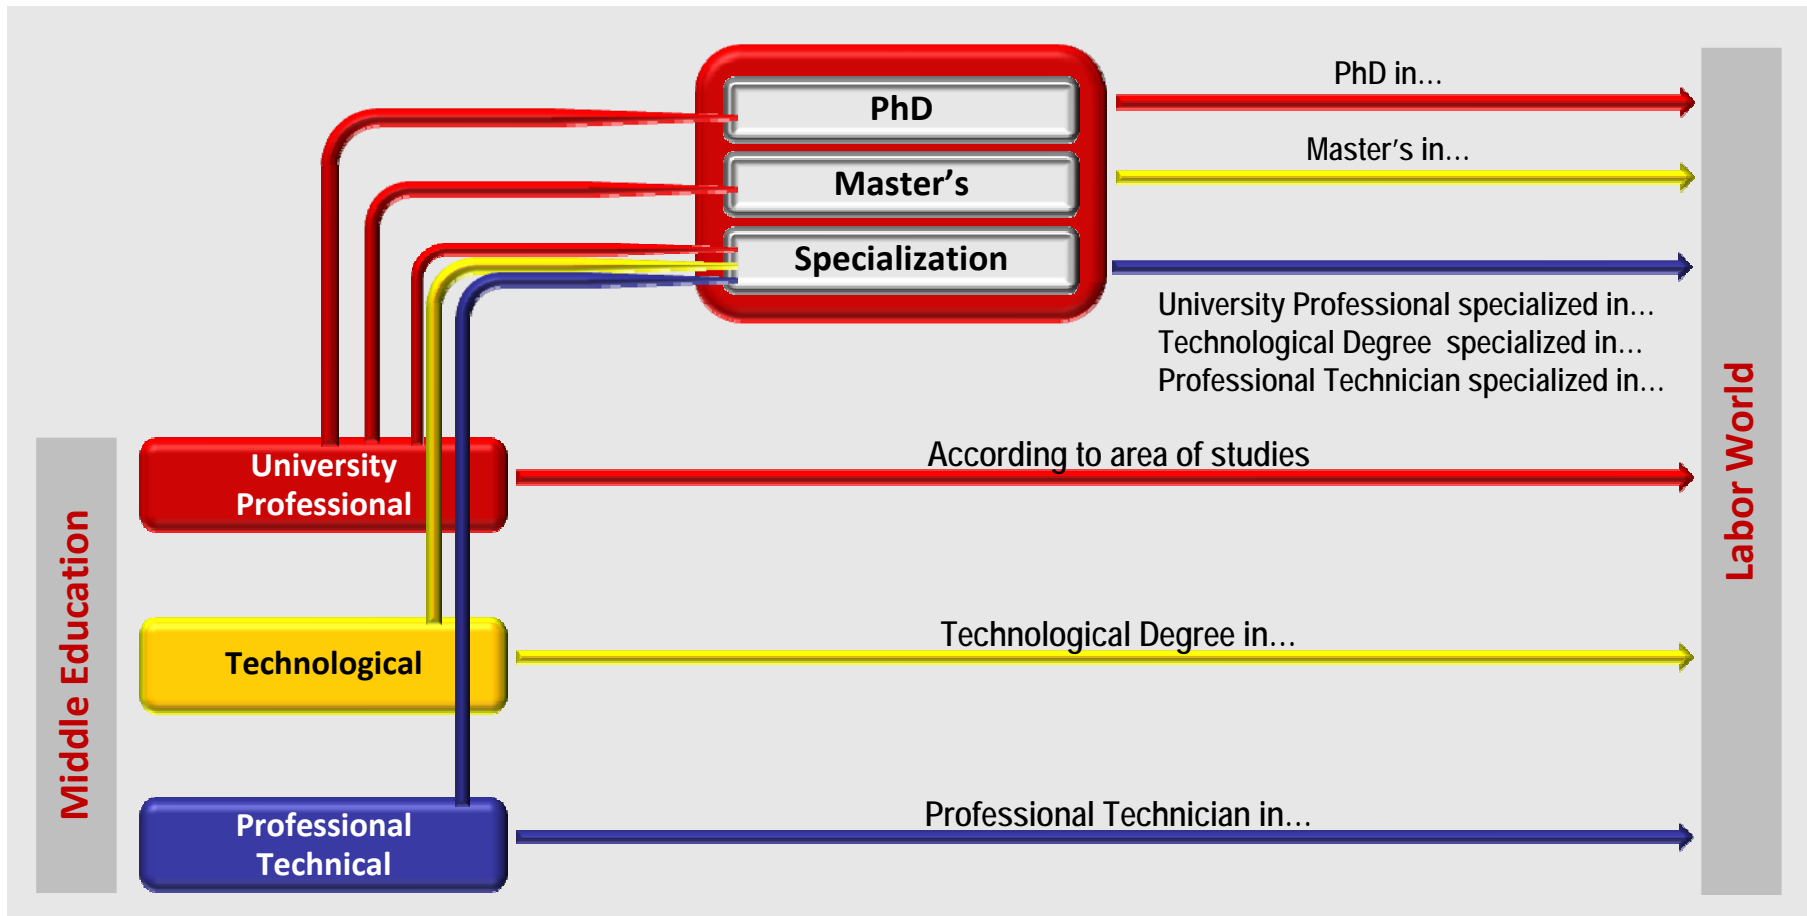 PhD
Master’s
Specialization
PhD in...
Master’s in...
University Professional specialized in...
Technological Degree specialized in...
Professional Technician specialized in...
Middle Education
University
Professional
According to area of studies
Technological
Technological Degree in...
Professional
Technical
Professional Technician in...
Labor World